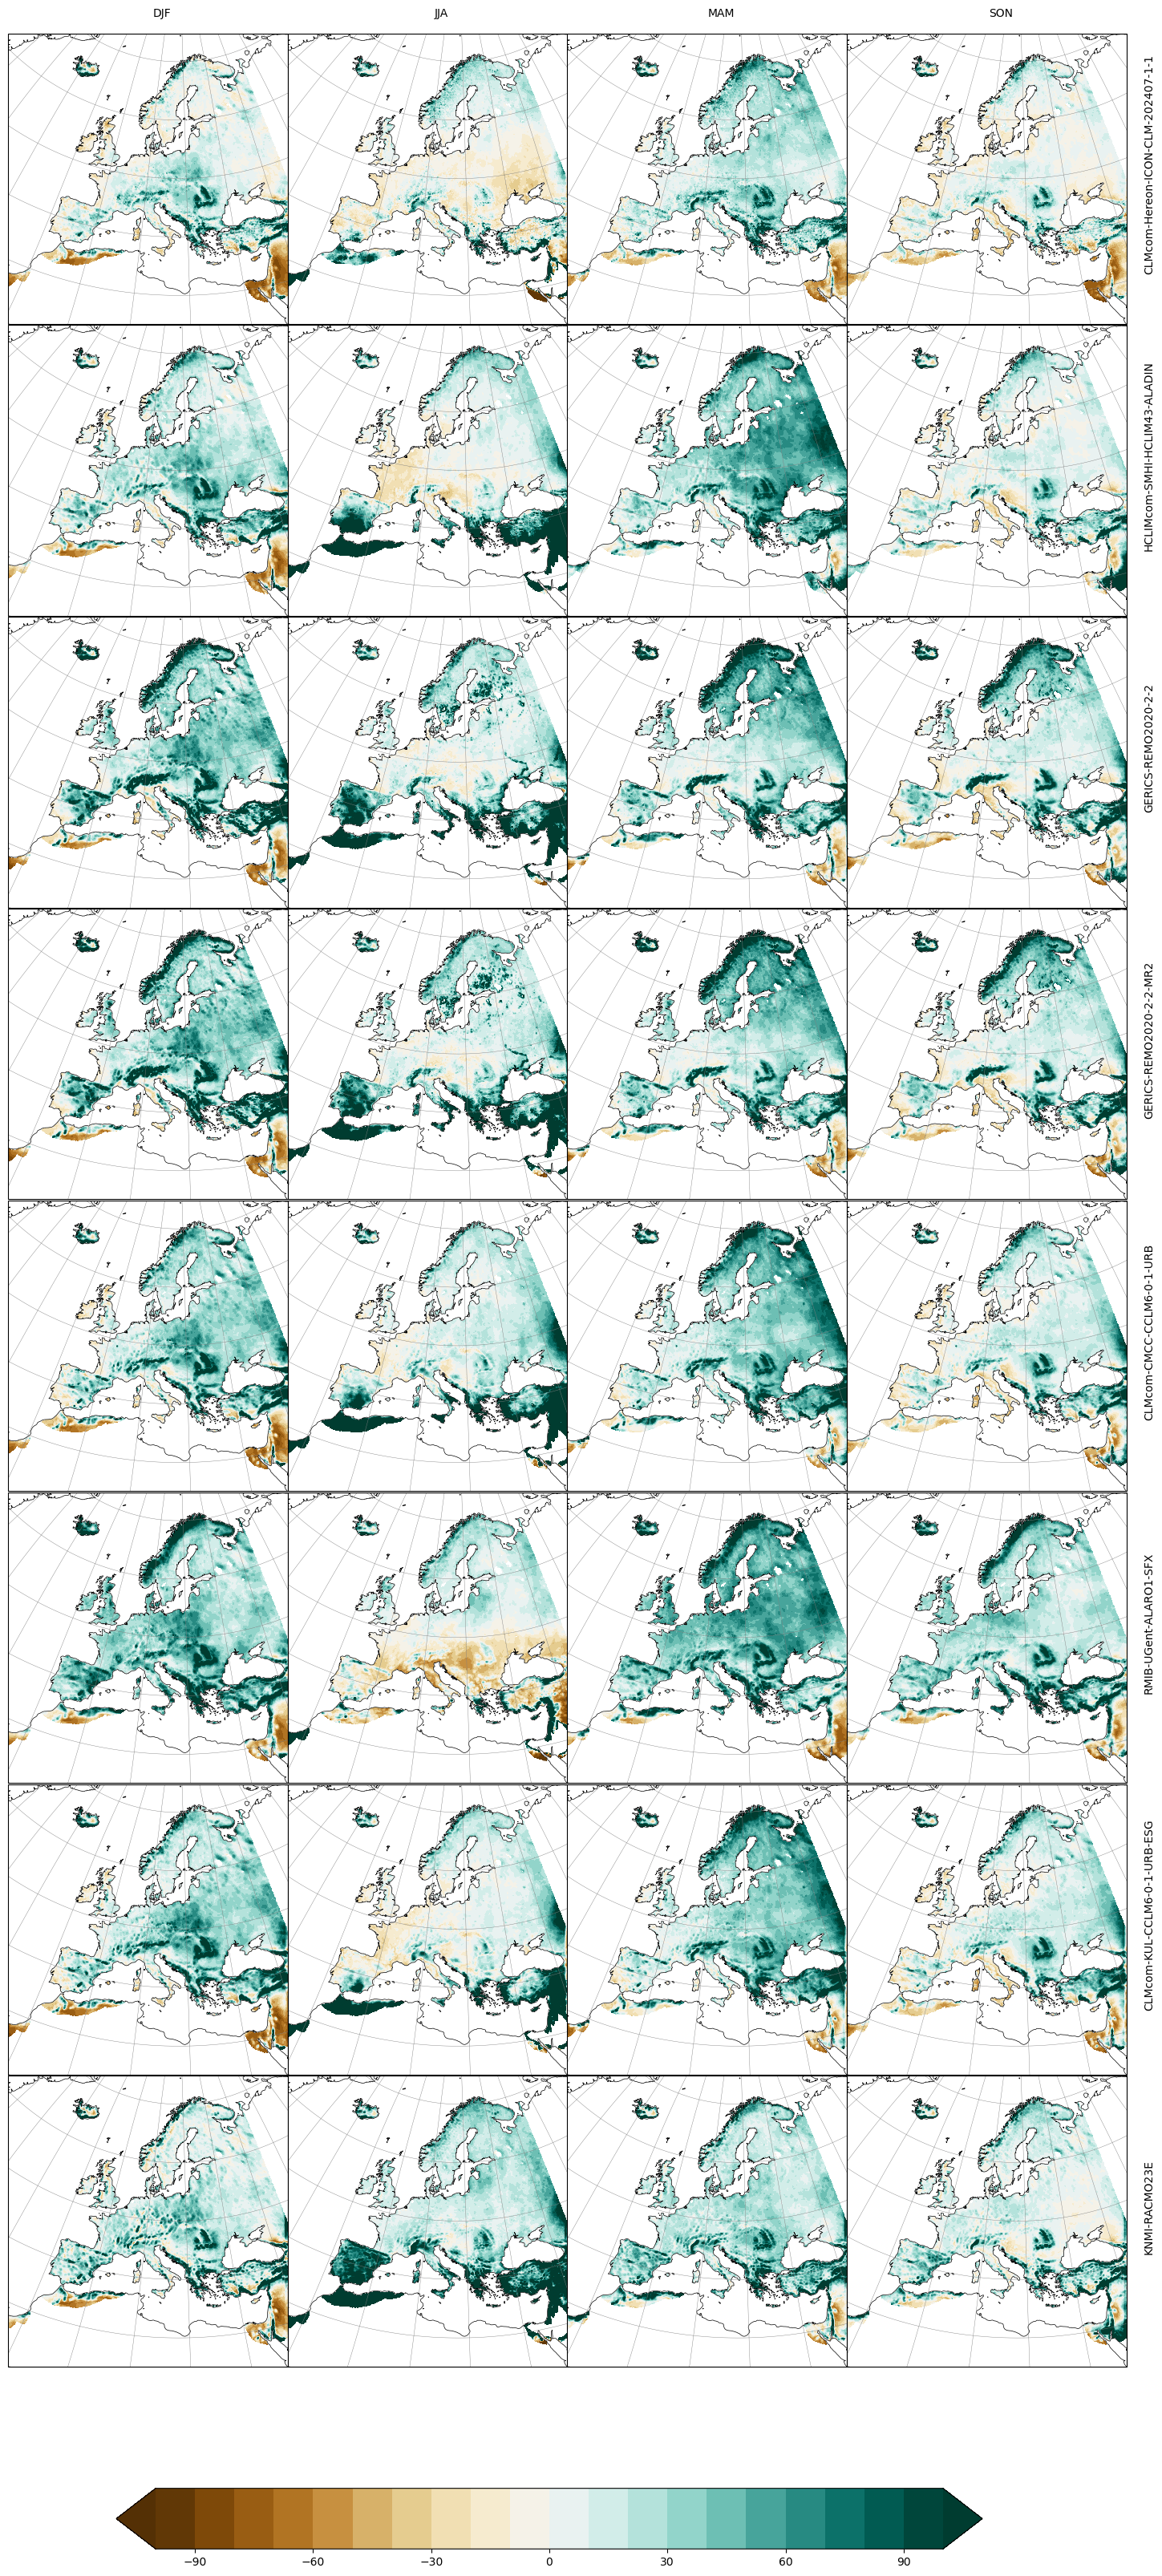 DJF
JJA
MAM
SON
CLMcom-Hereon-ICON-CLM-202407-1-1
HCLIMcom-SMHI-HCLIM43-ALADIN
GERICS-REMO2020-2-2
GERICS-REMO2020-2-2-MR2
CLMcom-CMCC-CCLM6-0-1-URB
RMIB-UGent-ALARO1-SFX
CLMcom-KUL-CCLM6-0-1-URB-ESG
KNMI-RACMO23E
−90
−60
−30
0
30
60
90